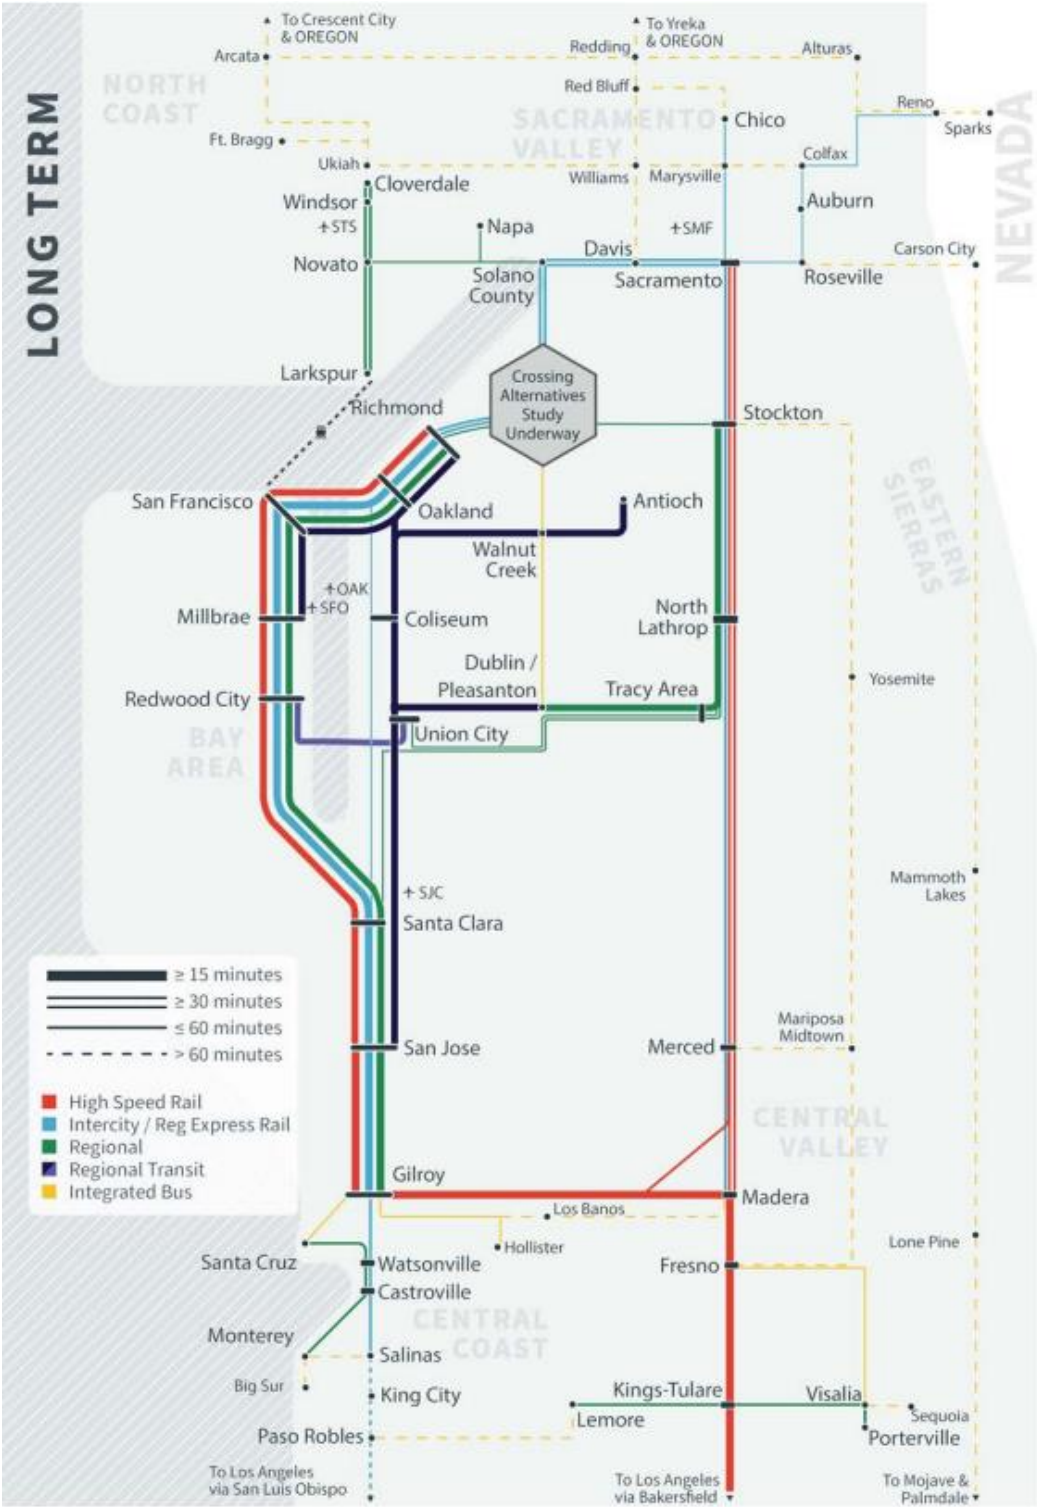 LONG TERM
To Crescent City
& OREGON
To Yreka
& OREGON
Arcata
Redding
Alturas
NORTH
COAST
Red Bluff
SACRAMENTO
VALLEY
Chico
Reno
Sparks
NEVADA
Ft. Bragg
Ukiah
Williams
Marysville
Colfax
Cloverdale
Windsor
Auburn
STS
Napa
SMF
Novato
Solano
County
Davis
Sacramento
Roseville
Carson City
Larkspur
Crossing
Alternatives
Study
Underway
Richmond
Stockton
San Francisco
Oakland
Antioch
EASTERN
SIERRAS
Walnut
Creek
OAK
SFO
Millbrae
Coliseum
North
Lathrop
Dublin /
Pleasanton
Tracy Area
Yosemite
Redwood City
Union City
BAY
AREA
SJC
Santa Clara
Mammoth
Lakes
≥ 15 minutes
≥ 30 minutes
≤ 60 minutes
> 60 minutes
High Speed Rail
Intercity / Reg Express Rail
Regional
Regional Transit
Integrated Bus
San Jose
Merced
Mariposa
Midtown
CENTRAL
VALLEY
Gilroy
Madera
Los Banos
Hollister
Lone Pine
Santa Cruz
Watsonville
Castroville
Fresno
CENTRAL
COAST
Monterey
Salinas
Big Sur
King City
Kings-Tulare
Visalia
Lemore
Sequoia
Porterville
Paso Robles
To Los Angeles
via San Luis Obispo
To Los Angeles
via Bakersfield
To Mojave &
Palmdale